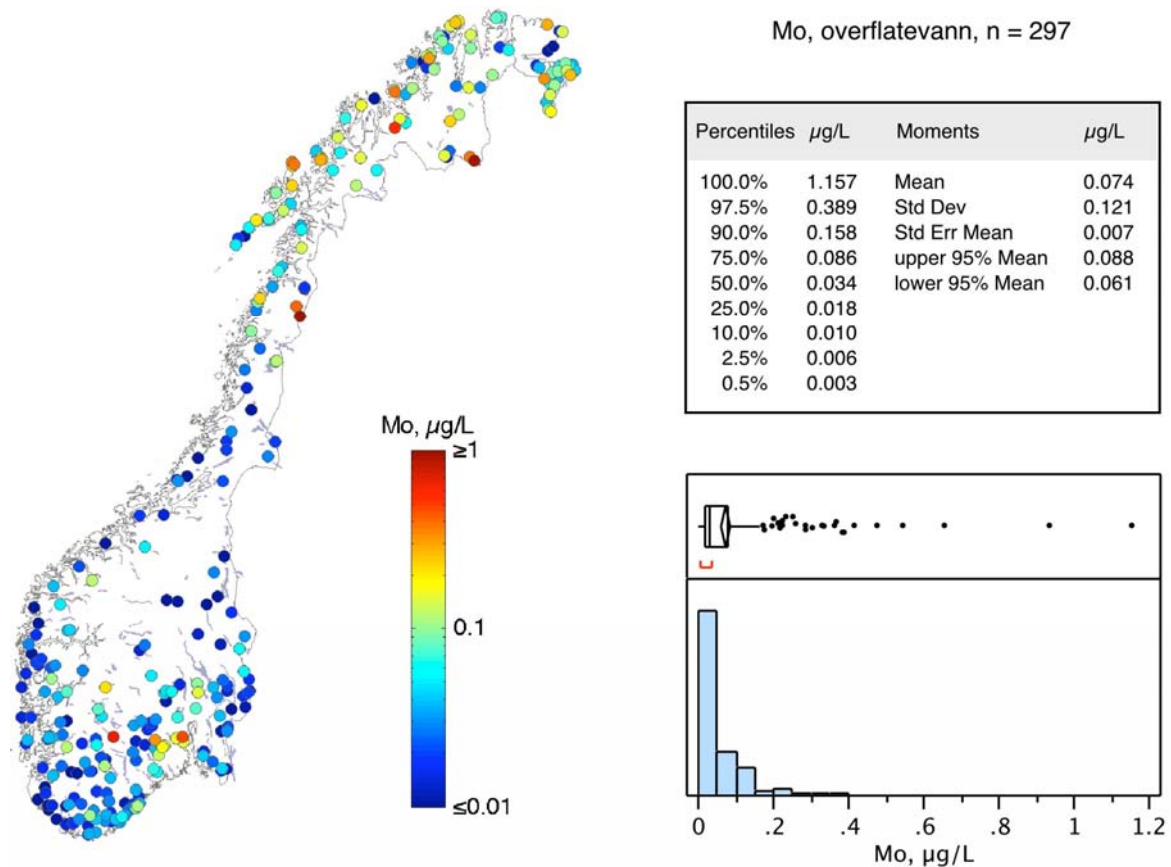 Mo, overflatevann, n = 297
Percentiles µg/L Moments µg/L
100.0% 1.157 Mean 0.074
97.5% 0.389 Std Dev 0.121
90.0% 0.158 Std Err Mean 0.007
75.0% 0.086 upper 95% Mean 0.088
50.0% 0.034 lower 95% Mean 0.061
25.0% 0.018
10.0% 0.010
2.5% 0.006
0.5% 0.003
Mo, µg/L
≥1
0.1
≤0.01
0 .2 .4 .6 .8 1 1.2
Mo, µg/L